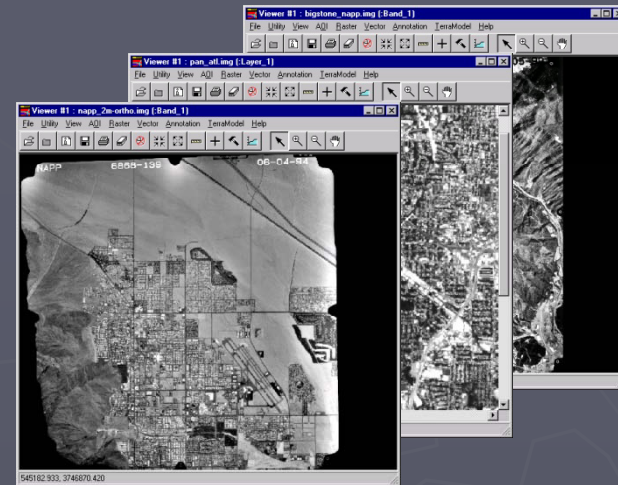 Viewer #1 : bigstone_napp.img (:Band_1)
File Utility View AOI Raster Vector Annotation TerraModel Help
Viewer #1 : pan_atl.img (:Layer_1)
File Utility View AOI Raster Vector Annotation TerraModel Help
Viewer #1 : napp_2m-ortho.img (:Band_1)
File Utility View AOI Raster Vector Annotation TerraModel Help
NAPP 6868-139 06-04-94
545182.933, 3746870.420